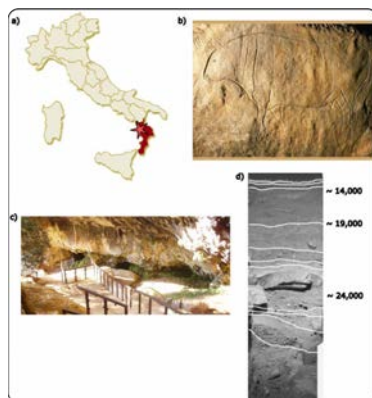 a)
b)
c)
d)
~ 14,000
~ 19,000
~ 24,000